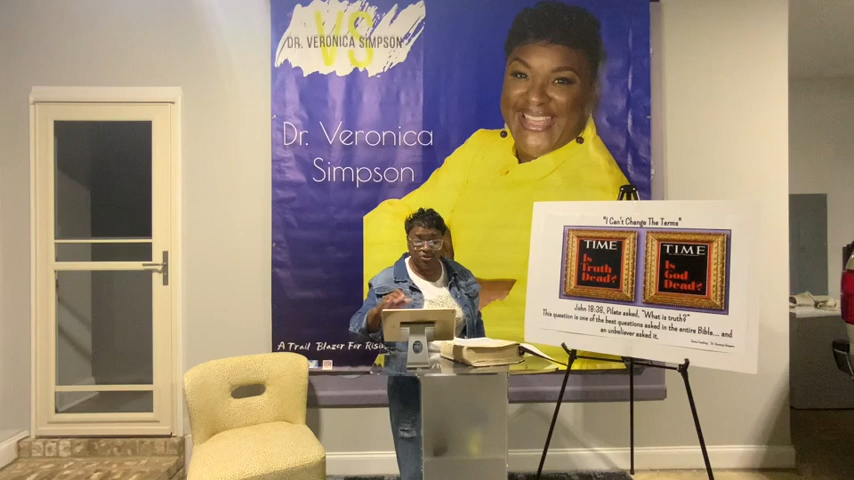 VS
DR. VERONICA SIMPSON
Dr. Veronica
Simpson
A Trail Blazer For
"I Can't Change The Terms"
TIME
Is
Truth
Dead?
TIME
Is
God
Dead?
John 18:38, Pilate asked, "What is truth?"
This question is one of the best questions asked in the entire Bible.... and
an unbeliever asked it.